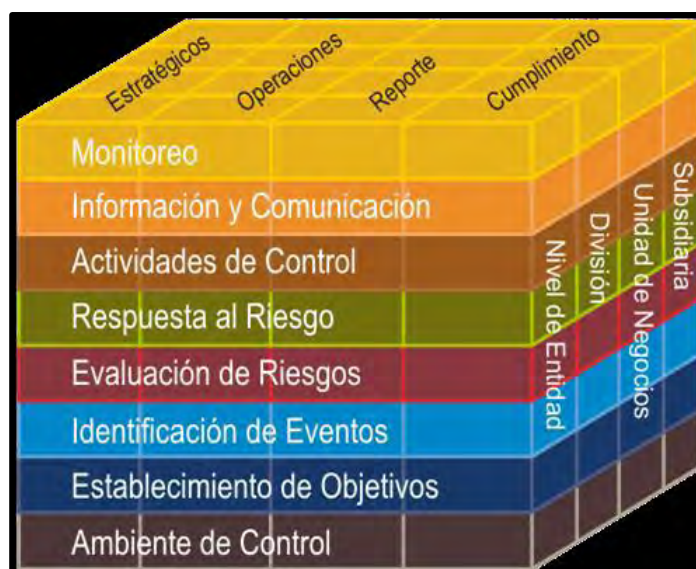 Estratégicos
Operaciones
Reporte
Cumplimiento
Monitoreo
Información y Comunicación
Actividades de Control
Respuesta al Riesgo
Evaluación de Riesgos
Identificación de Eventos
Establecimiento de Objetivos
Ambiente de Control
Nivel de Entidad
División
Unidad de Negocios
Subsidiaria